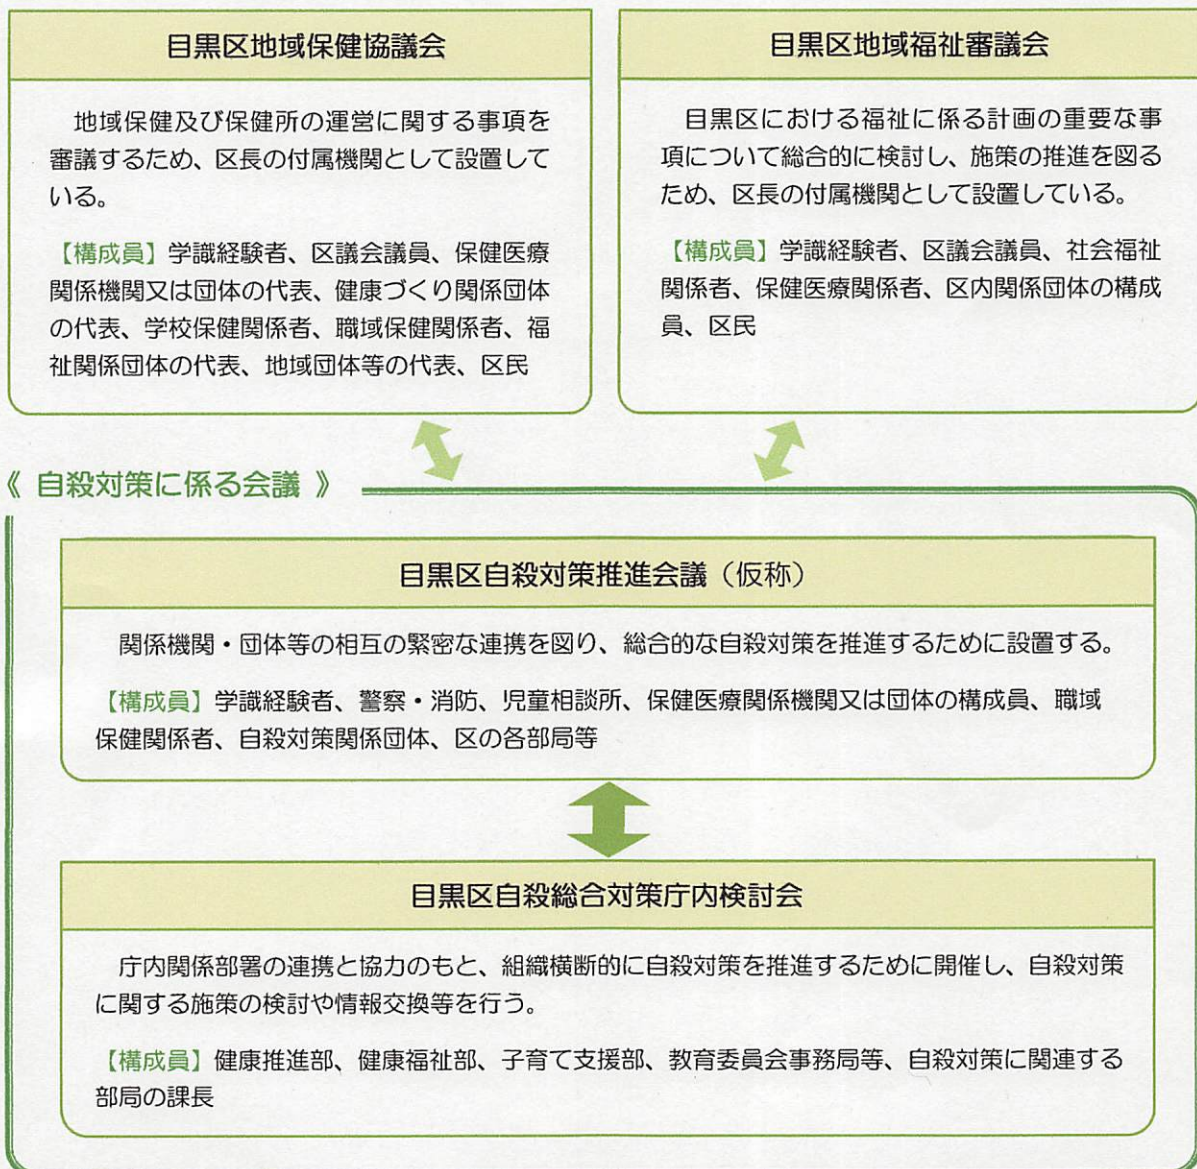 目黒区地域保健協議会
地域保健及び保健所の運営に関する事項を
審議するため、区長の付属機関として設置して
いる。
【構成員】学識経験者、区議会議員、保健医療
関係機関又は団体の代表、健康づくり関係団体
の代表、学校保健関係者、職域保健関係者、福
祉関係団体の代表、地域団体等の代表、区民
目黒区地域福祉審議会
目黒区における福祉に係る計画の重要な事
項について総合的に検討し、施策の推進を図る
ため、区長の付属機関として設置している。
【構成員】学識経験者、区議会議員、社会福祉
関係者、保健医療関係者、区内関係団体の構成
員、区民
《 自殺対策に係る会議 》
目黒区自殺対策推進会議（仮称）
関係機関・団体等の相互の緊密な連携を図り、総合的な自殺対策を推進するために設置する。
【構成員】学識経験者、警察・消防、児童相談所、保健医療関係機関又は団体の構成員、職域
保健関係者、自殺対策関係団体、区の各部局等
目黒区自殺総合対策庁内検討会
庁内関係部署の連携と協力のもと、組織横断的に自殺対策を推進するために開催し、自殺対策
に関する施策の検討や情報交換等を行う。
【構成員】健康推進部、健康福祉部、子育て支援部、教育委員会事務局等、自殺対策に関連する
部局の課長